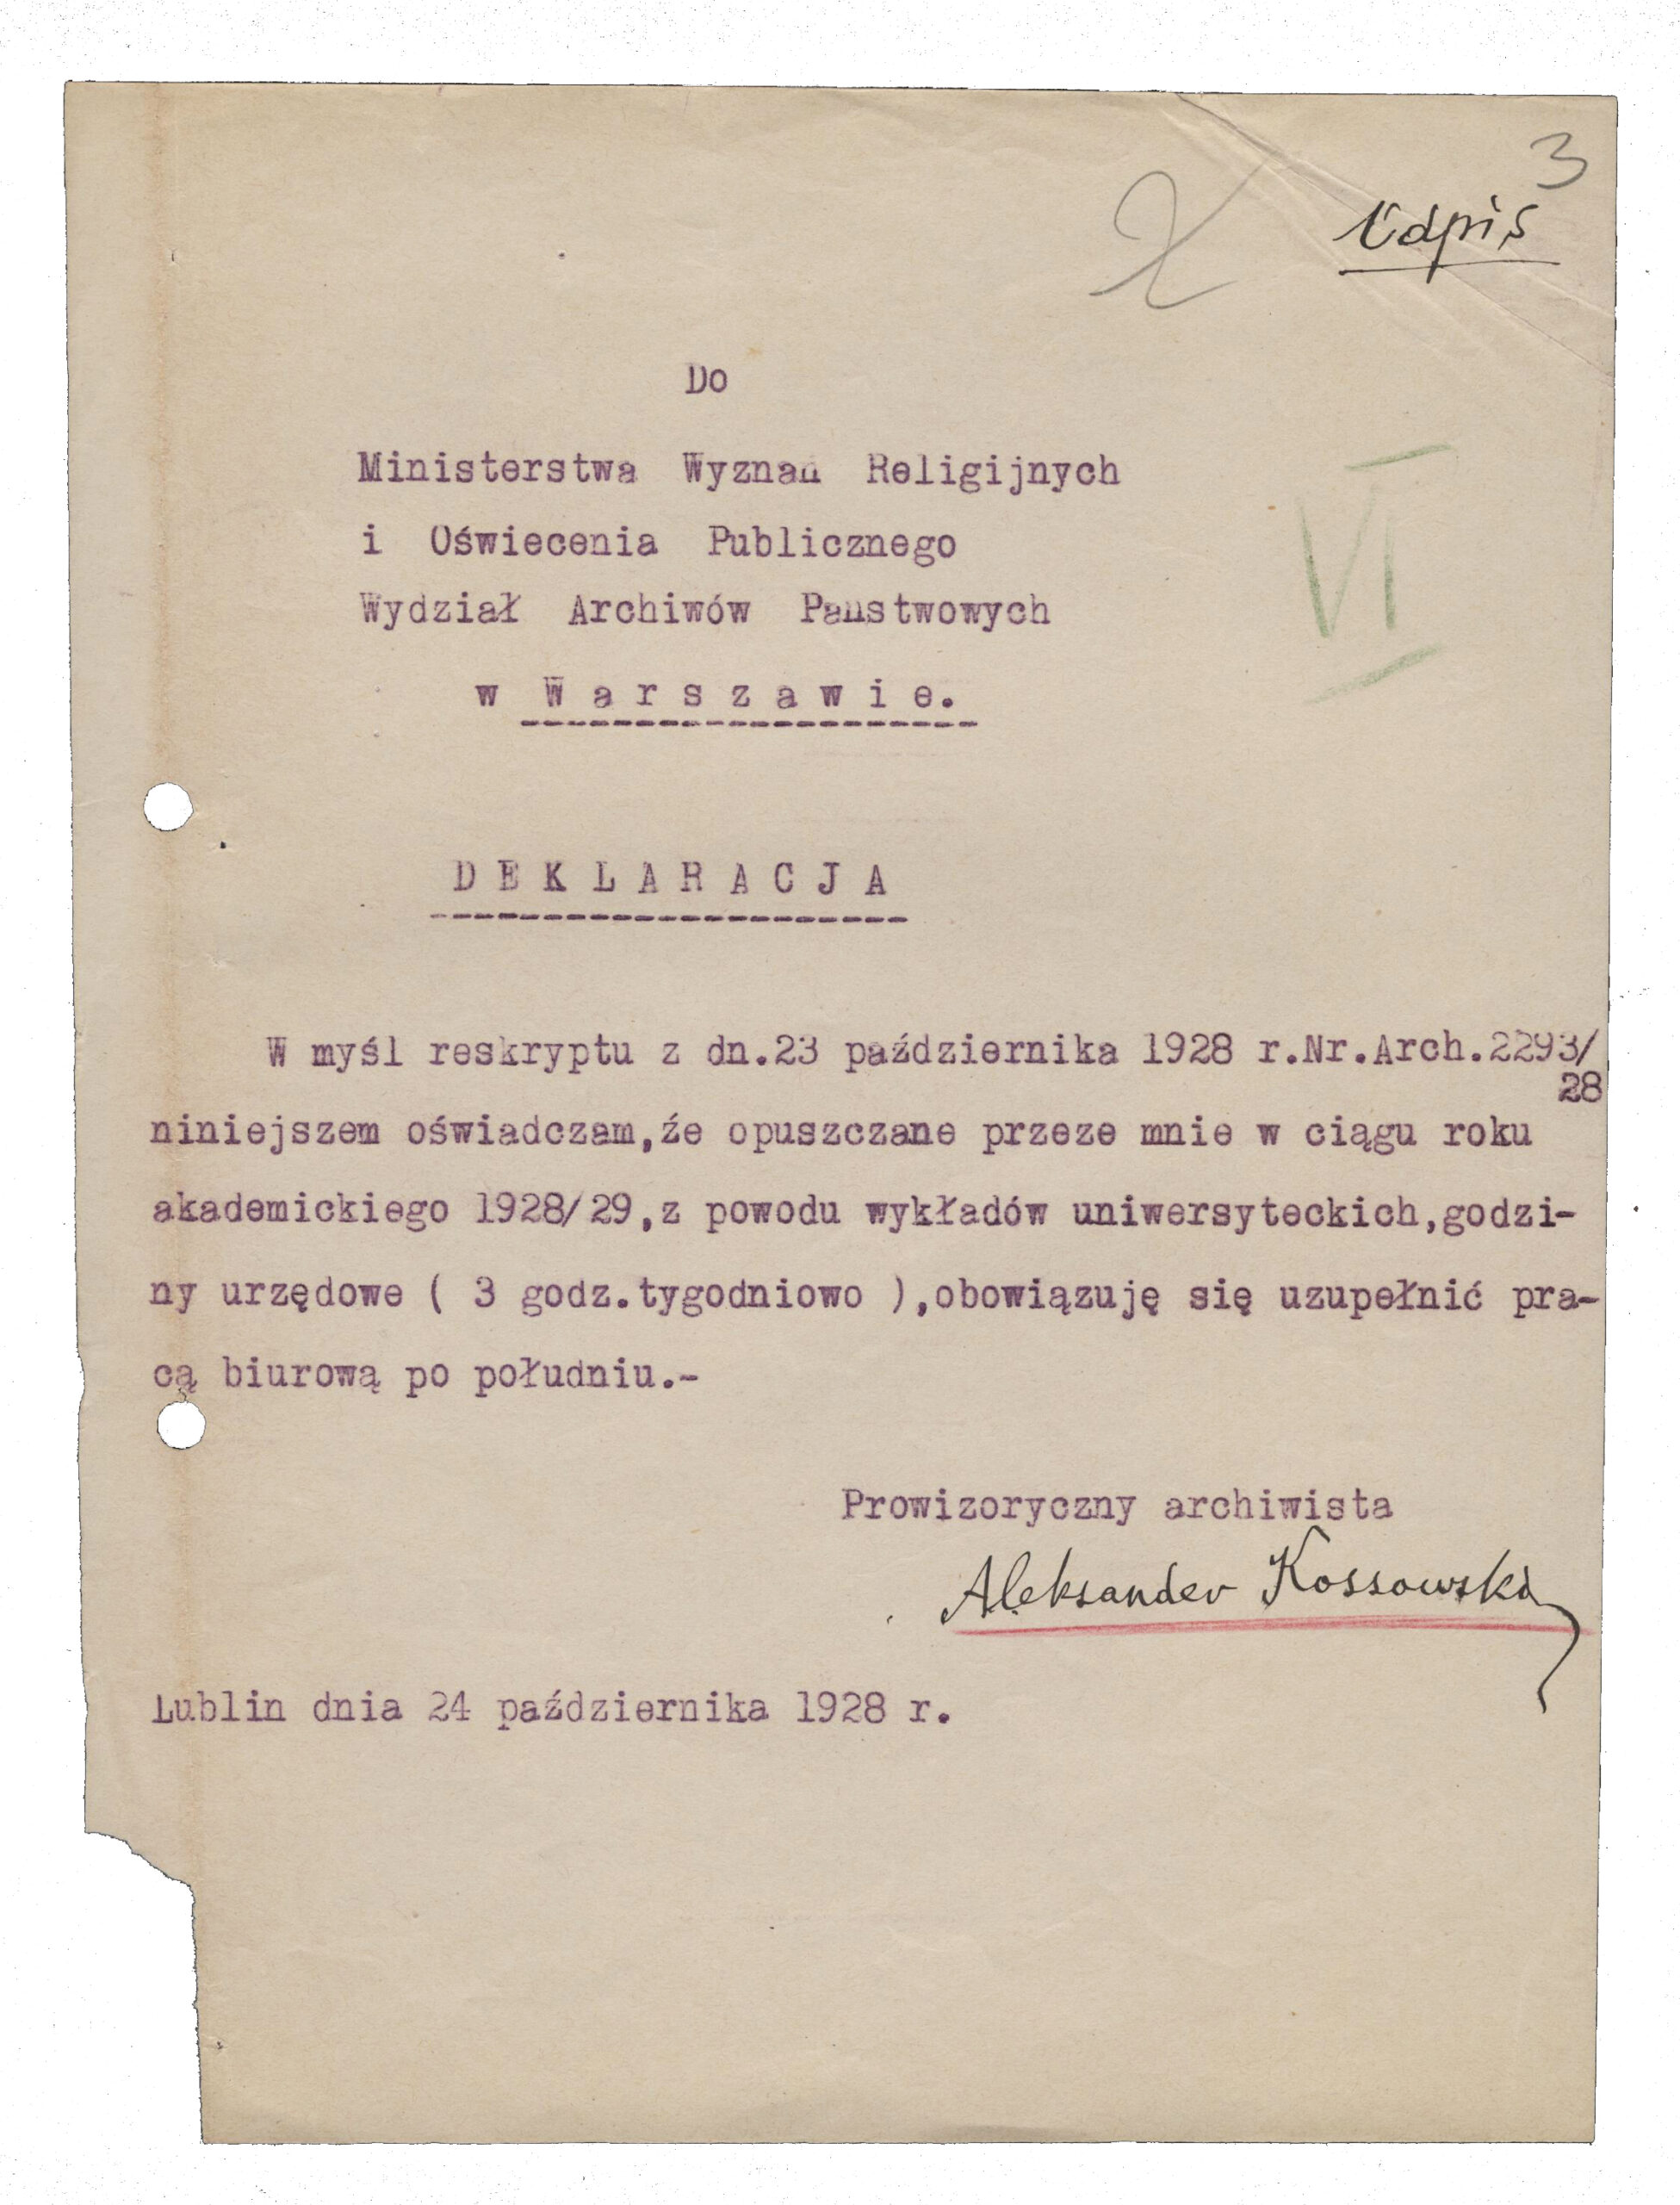 3
Odpis
Do
Ministerstwa Wyznań Religijnych
i Oświecenia Publicznego
Wydział Archiwów Państwowych
w Warszawie.
DEKLARACJA
VI
W myśl reskryptu z dn.23 października 1928 r.Nr.Arch.2293/
28
niniejszem oświadczam,że opuszczane przeze mnie w ciągu roku
akademickiego 1928/29,z powodu wykładów uniwersyteckich,godzi-
ny urzędowe ( 3 godz.tygodniowo ),obowiązuję się uzupełnić pra-
cą biurową po południu.-
Prowizoryczny archiwista
Aleksander Kossowski
Lublin dnia 24 października 1928 r.